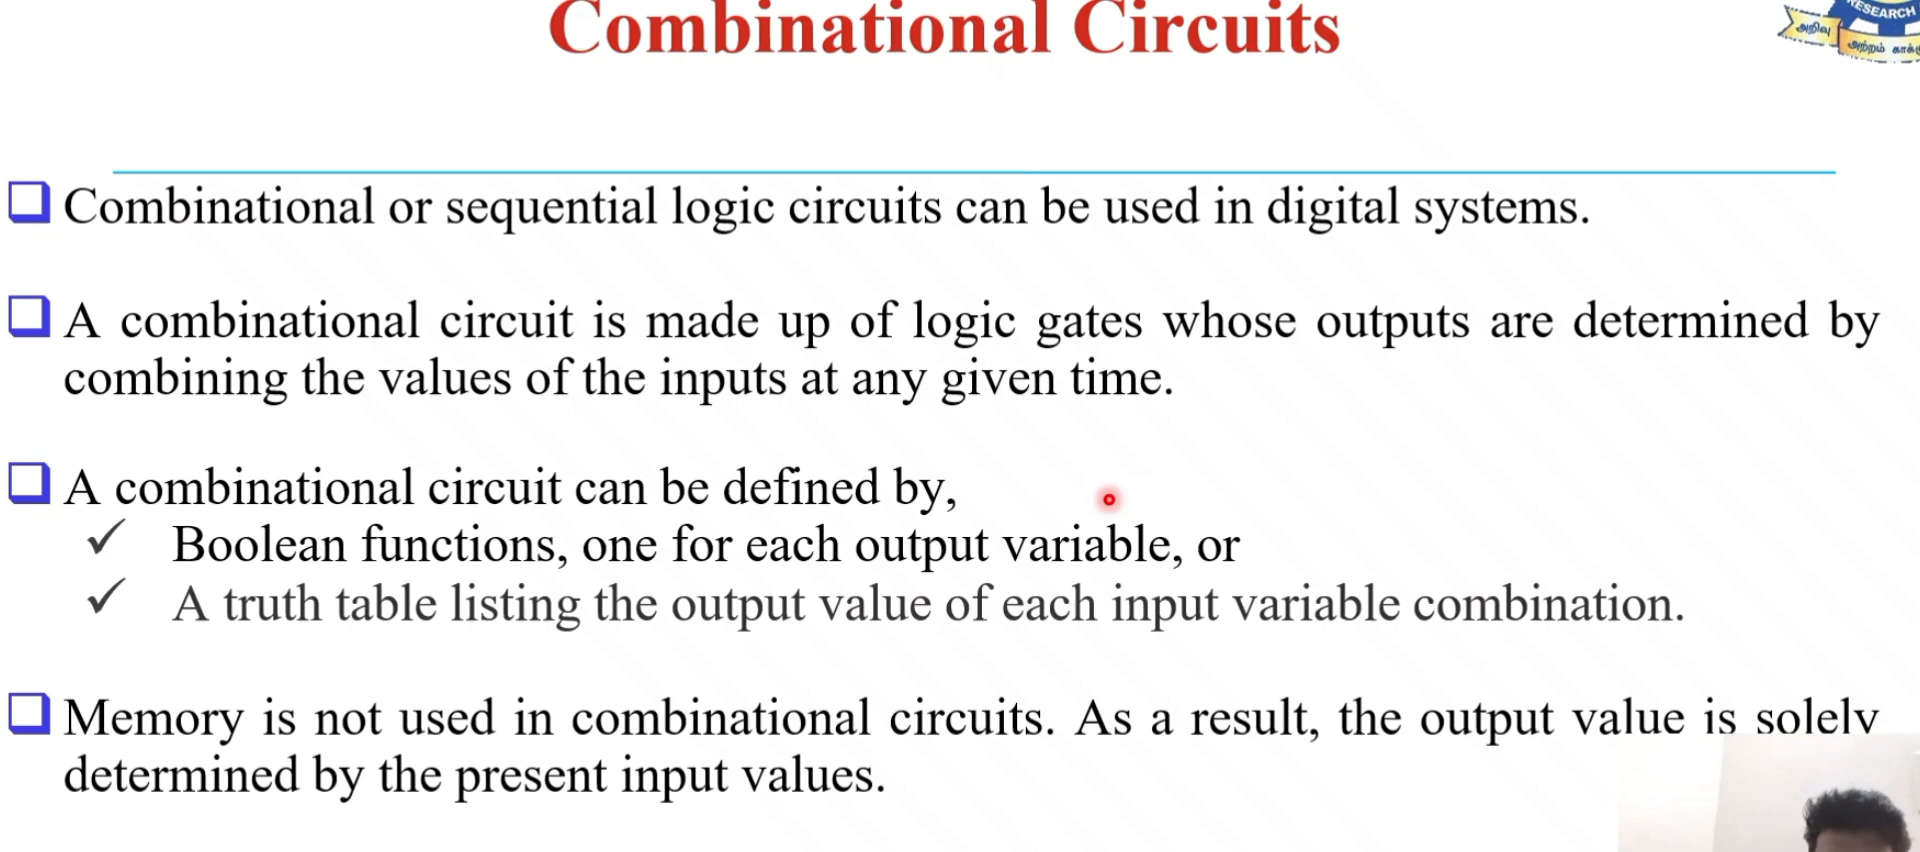 Combinational Circuits
RESEARCH
அறிவு
அற்றம்
Combinational or sequential logic circuits can be used in digital systems.
A combinational circuit is made up of logic gates whose outputs are determined by
combining the values of the inputs at any given time.
A combinational circuit can be defined by,
Boolean functions, one for each output variable, or
A truth table listing the output value of each input variable combination.
Memory is not used in combinational circuits. As a result, the output value is solely
determined by the present input values.